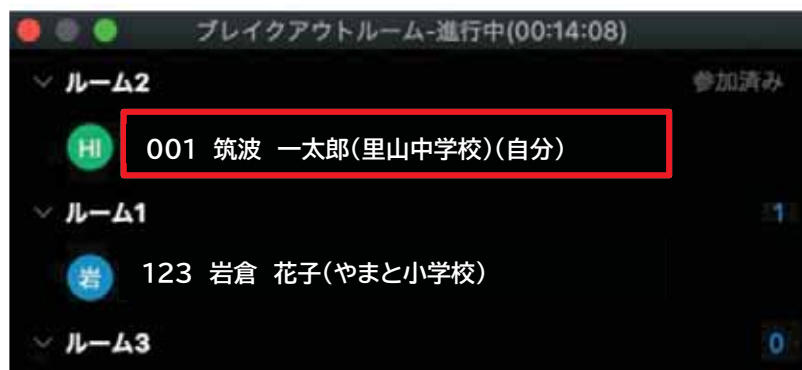 ブレイクアウトルーム-進行中(00:14:08)
ルーム2 参加済み
HI 001 筑波 一太郎(里山中学校)(自分)
ルーム1 1
岩 123 岩倉 花子(やまと小学校)
ルーム3 0